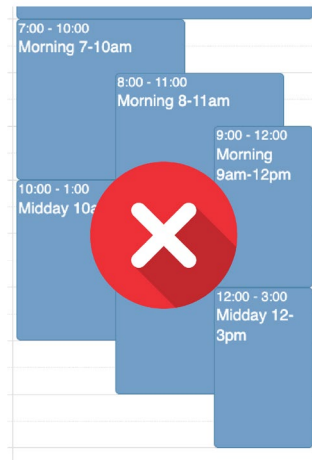 7:00 - 10:00
Morning 7-10am
8:00 - 11:00
Morning 8-11am
9:00 - 12:00
Morning
9am-12pm
10:00 - 1:00
Midday
12:00 - 3:00
Midday 12-
3pm